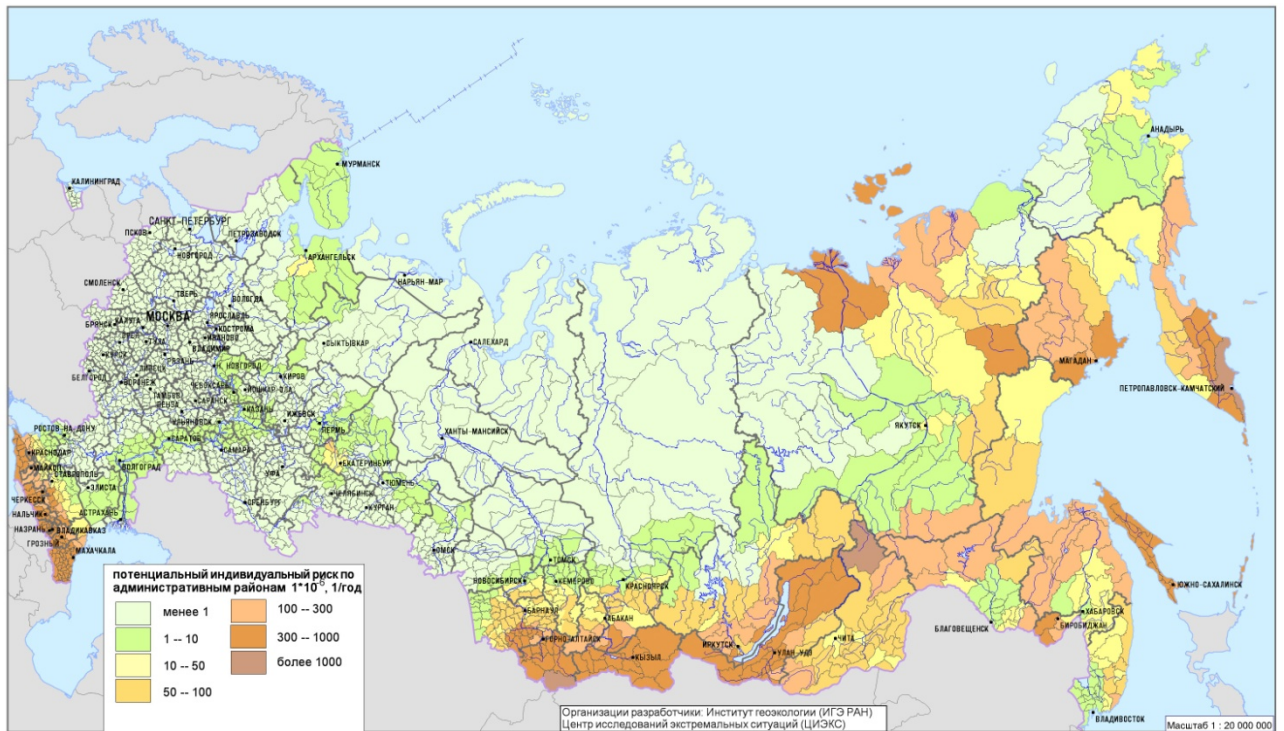 АНАДЫРЬ
МУРМАНСК
КАЛИНИНГРАД
САНКТ-ПЕТЕРБУРГ
ПСКОВ
ПЕТРОЗАВОДСК
НОВГОРОД
АРХАНГЕЛЬСК
НАРЬЯН-МАР
СМОЛЕНСК
ТВЕРЬ
ВОЛОГДА
МОСКВА
ЯРОСЛАВЛЬ
БРЯНСК
КАЛУГА
КОСТРОМА
ИВАНОВО
ТУЛА
ВЛАДИМИР
СЫКТЫВКАР
САЛЕХАРД
КУРСК
РЯЗАНЬ
Н. НОВГОРОД
ЛИПЕЦК
БЕЛГОРОД
ВОРОНЕЖ
ЧЕБОКСАРЫ
ЙОШКАР-ОЛА
КИРОВ
МАГАДАН
ТАМБОВ
ПЕНЗА
САРАНСК
КАЗАНЬ
ИЖЕВСК
ПЕТРОПАВЛОВСК-КАМЧАТСКИЙ
УЛЬЯНОВСК
ПЕРМЬ
ХАНТЫ-МАНСИЙСК
ЯКУТСК
РОСТОВ-НА-ДОНУ
САРАТОВ
САМАРА
КРАСНОДАР
ВОЛГОГРАД
УФА
ЕКАТЕРИНБУРГ
МАЙКОП
СТАВРОПОЛЬ
ТЮМЕНЬ
ЭЛИСТА
ЧЕЛЯБИНСК
ЧЕРКЕССК
ОРЕНБУРГ
КУРГАН
НАЛЬЧИК
АСТРАХАНЬ
НАЗРАНЬ
ВЛАДИКАВКАЗ
ГРОЗНЫЙ
МАХАЧКАЛА
ОМСК
ТОМСК
НОВОСИБИРСК
КЕМЕРОВО
КРАСНОЯРСК
ЮЖНО-САХАЛИНСК
БАРНАУЛ
АБАКАН
ХАБАРОВСК
БЛАГОВЕЩЕНСК
БИРОБИДЖАН
ГОРНО-АЛТАЙСК
КЫЗЫЛ
ИРКУТСК
УЛАН-УДЭ
ЧИТА
ВЛАДИВОСТОК
потенциальный индивидуальный риск по
административным районам 1*10⁻⁶, 1/год
менее 1
1 -- 10
10 -- 50
50 -- 100
100 -- 300
300 -- 1000
более 1000
Организации разработчики: Институт геоэкологии (ИГЭ РАН)
Центр исследований экстремальных ситуаций (ЦИЭКС)
Масштаб 1 : 20 000 000